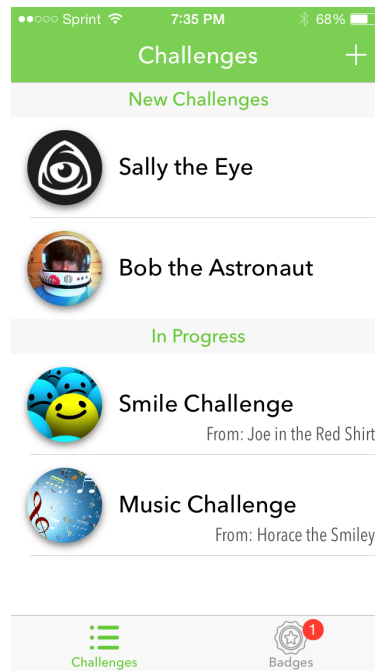 Sprint 7:35 PM 68%
Challenges
New Challenges
Sally the Eye
Bob the Astronaut
In Progress
Smile Challenge
From: Joe in the Red Shirt
Music Challenge
From: Horace the Smiley
1
Challenges Badges